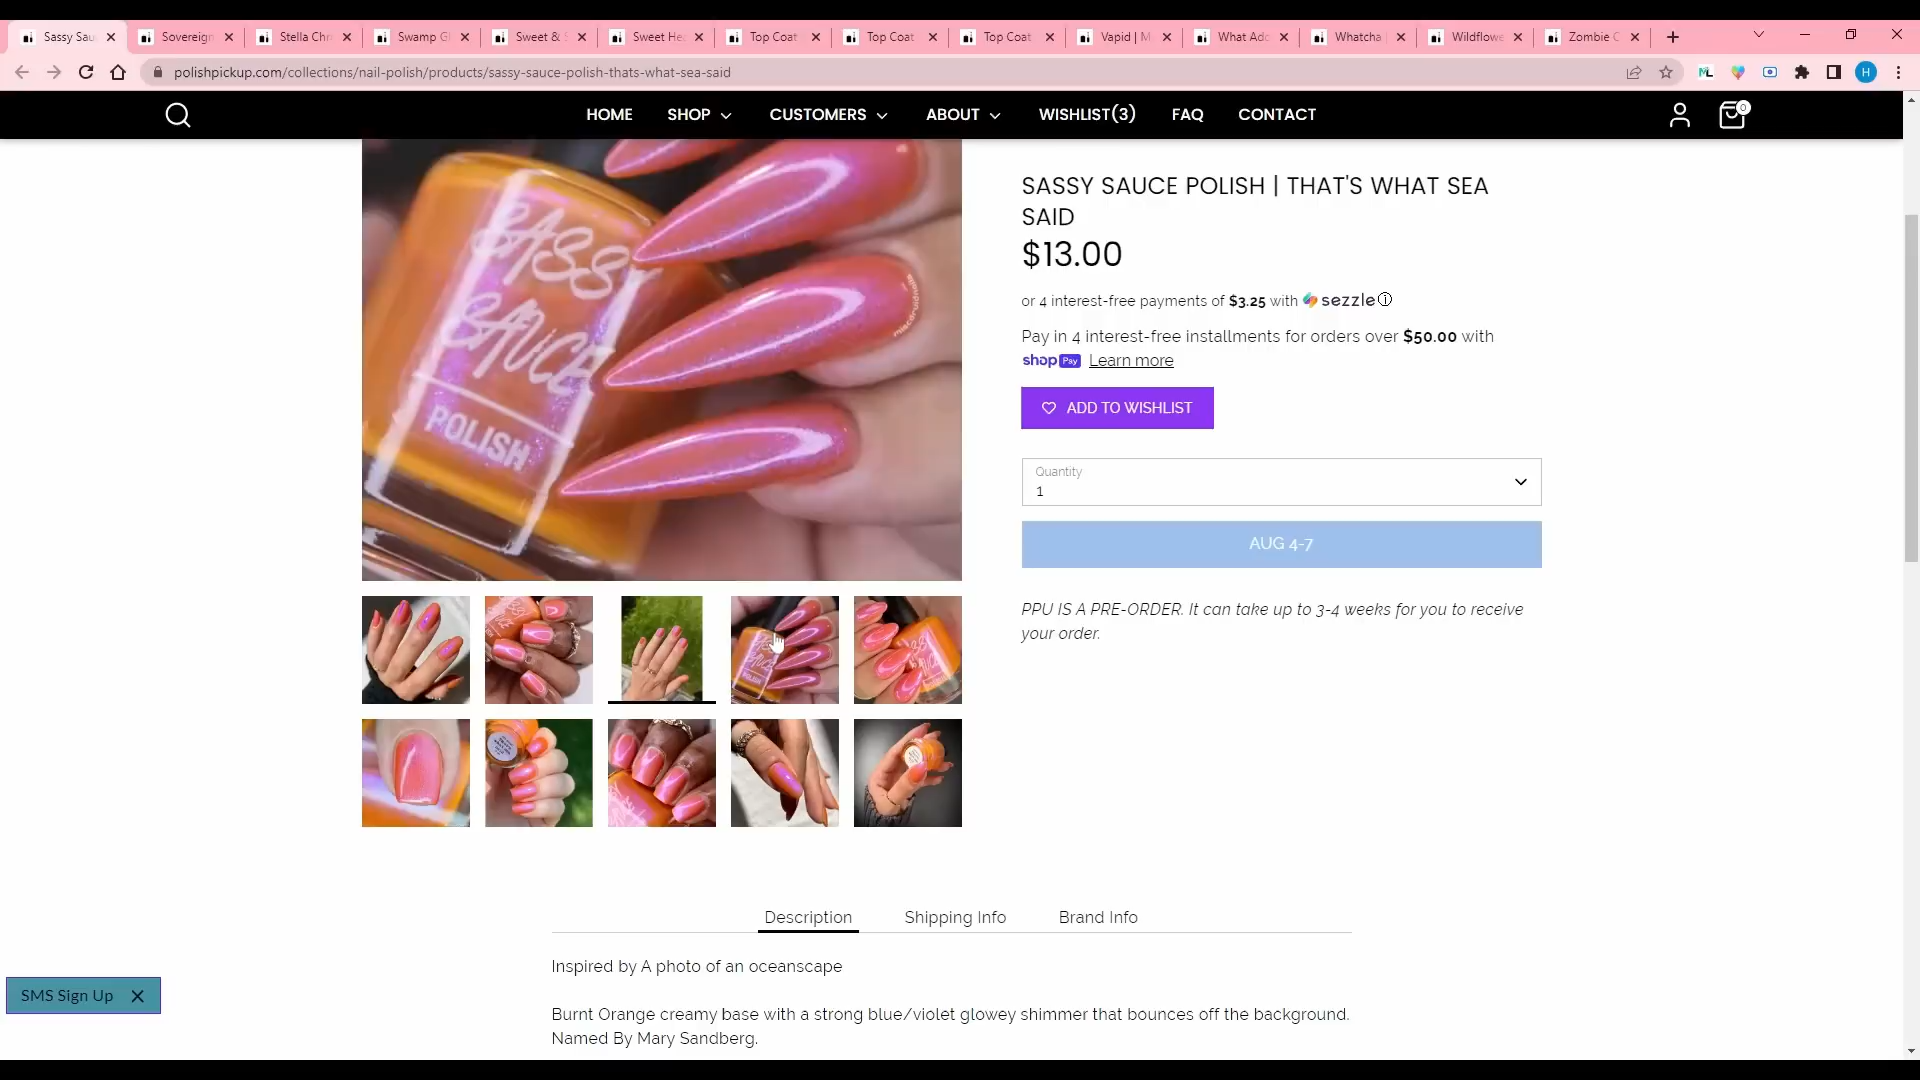 Sassy Sau
Sovereign
Stella Chr
Swamp Gl
Sweet &
Sweet He
Top Coat
Top Coat
Top Coat
Vapid | M
What Add
Whatcha
Wildflowe
Zombie C
polishpickup.com/collections/nail-polish/products/sassy-sauce-polish-thats-what-sea-said
H
HOME
SHOP
CUSTOMERS
ABOUT
WISHLIST(3)
FAQ
CONTACT
0
SASSY
SAUCE
POLISH
SASSY SAUCE POLISH | THAT'S WHAT SEA
SAID
$13.00
or 4 interest-free payments of $3.25 with sezzle
Pay in 4 interest-free installments for orders over $50.00 with
shop Pay Learn more
ADD TO WISHLIST
Quantity
1
AUG 4-7
PPU IS A PRE-ORDER. It can take up to 3-4 weeks for you to receive
your order.
Description
Shipping Info
Brand Info
Inspired by A photo of an oceanscape
Burnt Orange creamy base with a strong blue/violet glowey shimmer that bounces off the background.
Named By Mary Sandberg.
SMS Sign Up